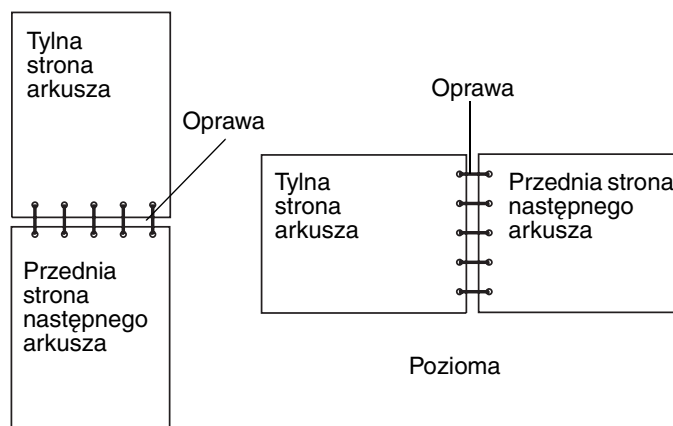 Tylna
strona
arkusza
Oprawa
Przednia
strona
następnego
arkusza
Oprawa
Tylna
strona
arkusza
Przednia strona
następnego
arkusza
Pozioma